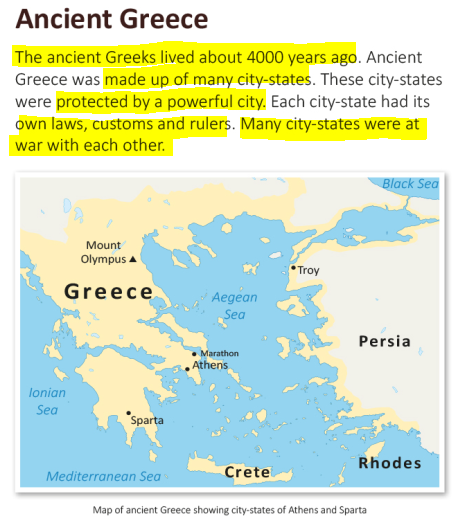 Ancient Greece
The ancient Greeks lived about 4000 years ago. Ancient
Greece was made up of many city-states. These city-states
were protected by a powerful city. Each city-state had its
own laws, customs and rulers. Many city-states were at
war with each other.
Black Sea
Mount
Olympus
Troy
Greece
Aegean
Sea
Persia
Marathon
Athens
Ionian
Sea
Sparta
Rhodes
Crete
Mediterranean Sea
Map of ancient Greece showing city-states of Athens and Sparta